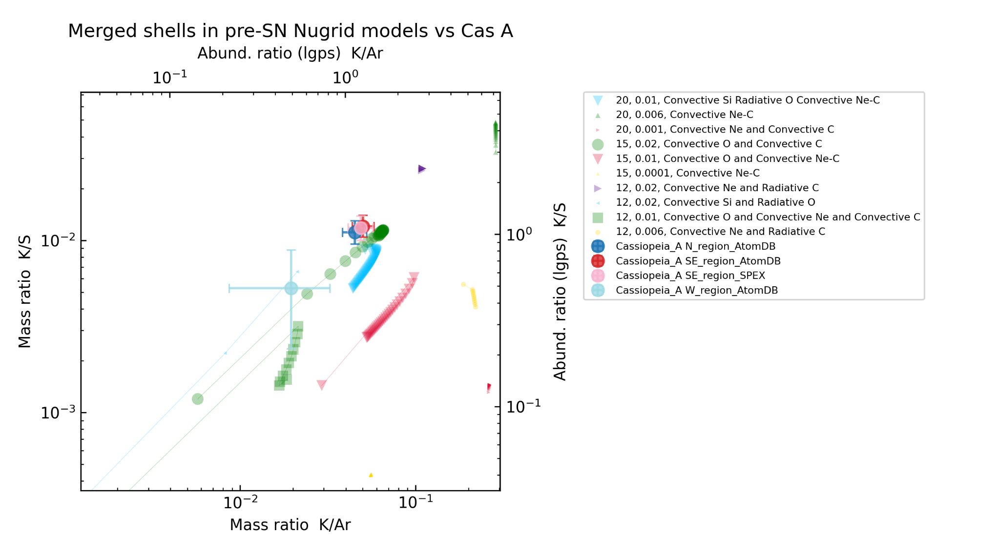 Merged shells in pre-SN Nugrid models vs Cas A
Abund. ratio (lgps)  K/Ar
10⁻¹ 10⁰
10⁻²
10⁻³
Mass ratio  K/S
10⁰
10⁻¹
Abund. ratio (lgps)  K/S
10⁻² 10⁻¹
Mass ratio  K/Ar
20, 0.01, Convective Si Radiative O Convective Ne-C
20, 0.006, Convective Ne-C
20, 0.001, Convective Ne and Convective C
15, 0.02, Convective O and Convective C
15, 0.01, Convective O and Convective Ne-C
15, 0.0001, Convective Ne-C
12, 0.02, Convective Ne and Radiative C
12, 0.02, Convective Si and Radiative O
12, 0.01, Convective O and Convective Ne and Convective C
12, 0.006, Convective Ne and Radiative C
Cassiopeia_A N_region_AtomDB
Cassiopeia_A SE_region_AtomDB
Cassiopeia_A SE_region_SPEX
Cassiopeia_A W_region_AtomDB